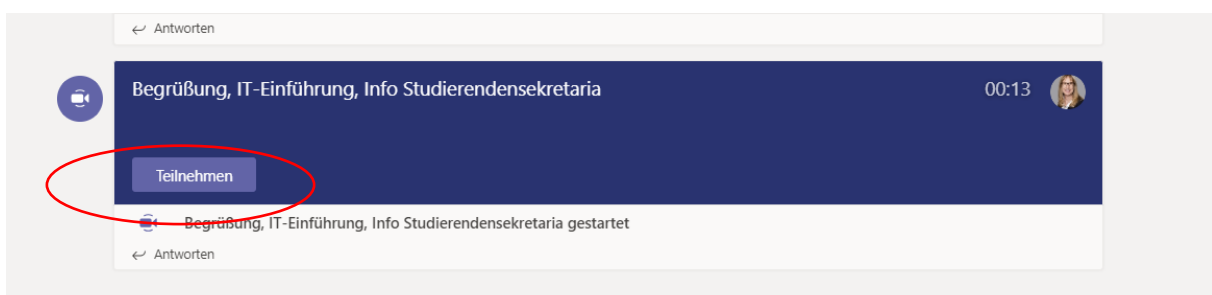 Antworten
Begrüßung, IT-Einführung, Info Studierendensekretaria
00:13
Teilnehmen
Begrüßung, IT-Einführung, Info Studierendensekretaria gestartet
Antworten